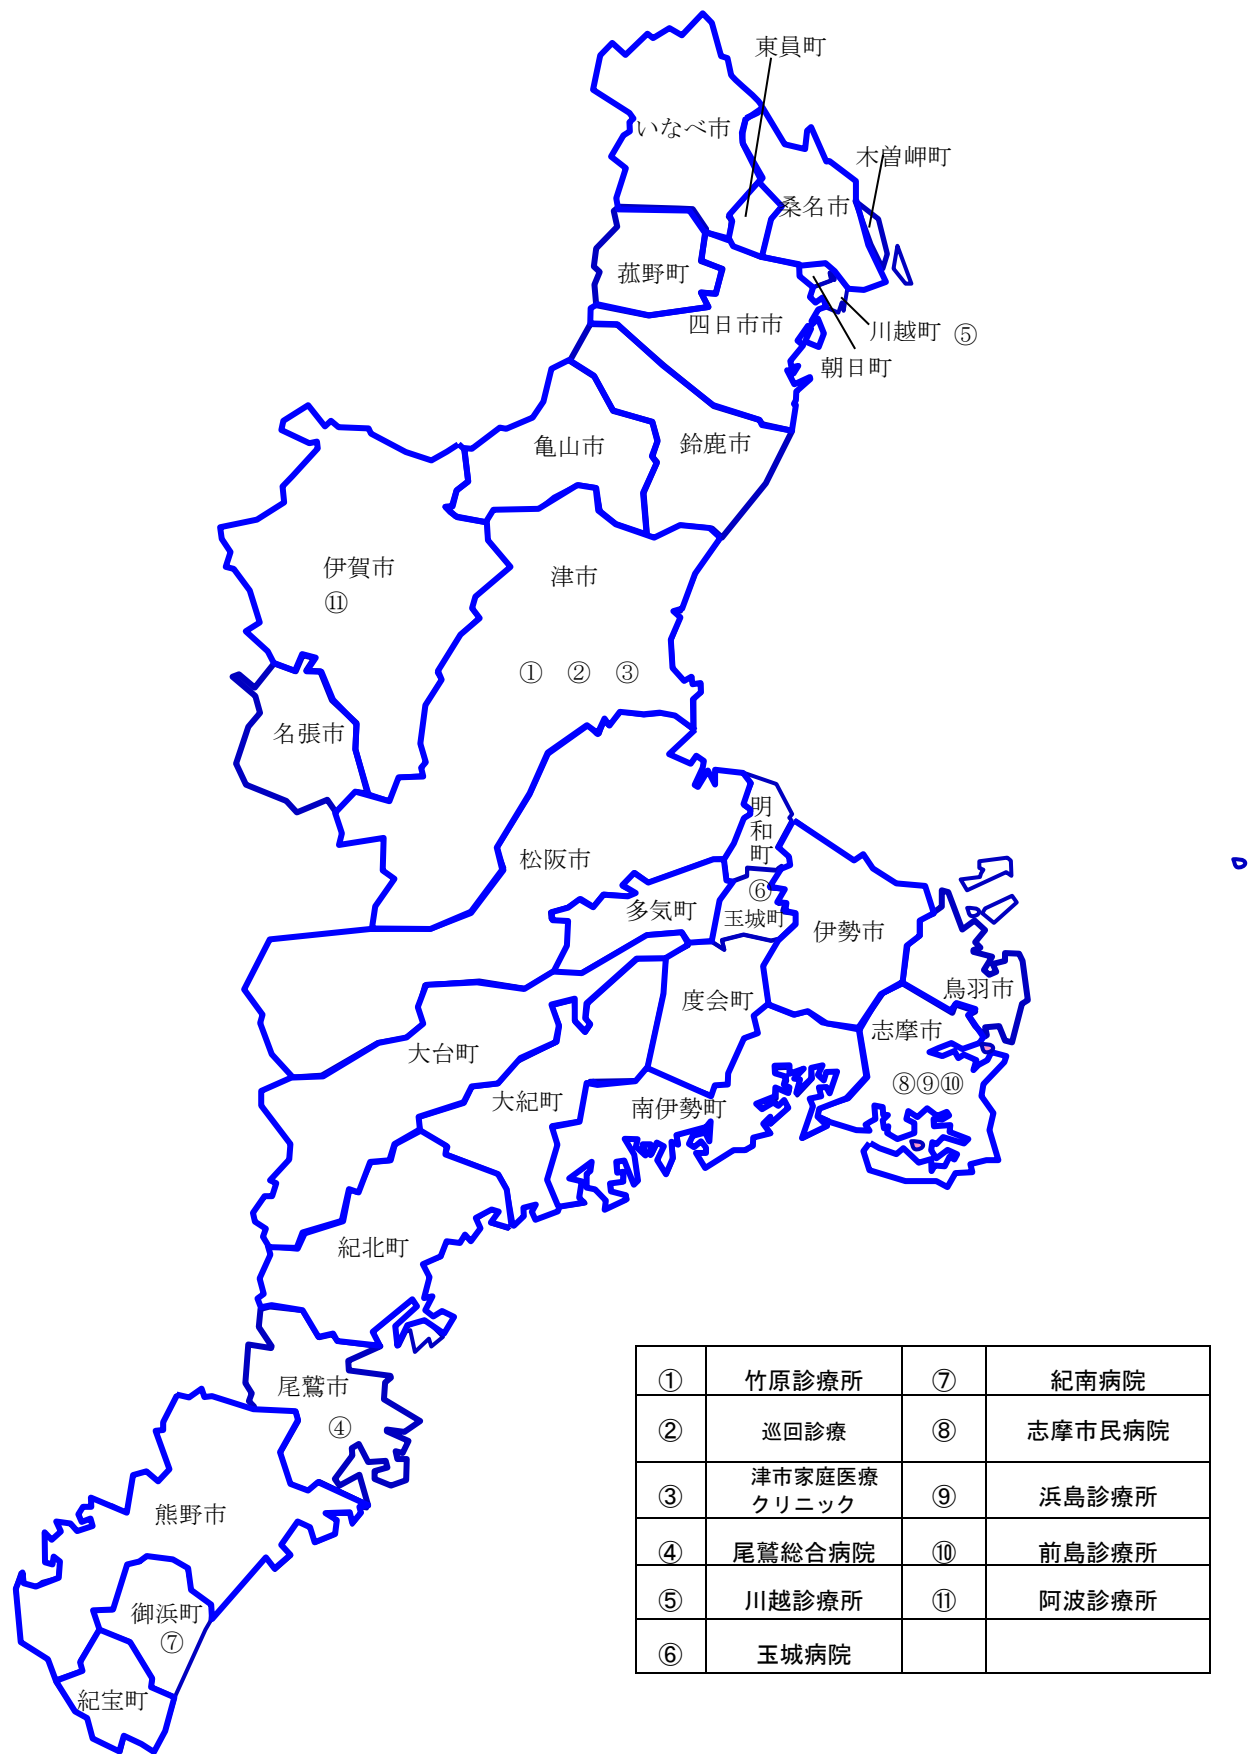 東員町
いなべ市
木曽岬町
桑名市
菰野町
四日市市
川越町 ⑤
朝日町
亀山市
鈴鹿市
伊賀市
⑪
津市
① ② ③
名張市
明和町
松阪市
⑥
多気町
玉城町
伊勢市
鳥羽市
度会町
志摩市
大台町
⑧⑨⑩
大紀町
南伊勢町
紀北町
尾鷲市
④
熊野市
御浜町
⑦
紀宝町
① 竹原診療所 ⑦ 紀南病院
② 巡回診療 ⑧ 志摩市民病院
③ 津市家庭医療
クリニック ⑨ 浜島診療所
④ 尾鷲総合病院 ⑩ 前島診療所
⑤ 川越診療所 ⑪ 阿波診療所
⑥ 玉城病院